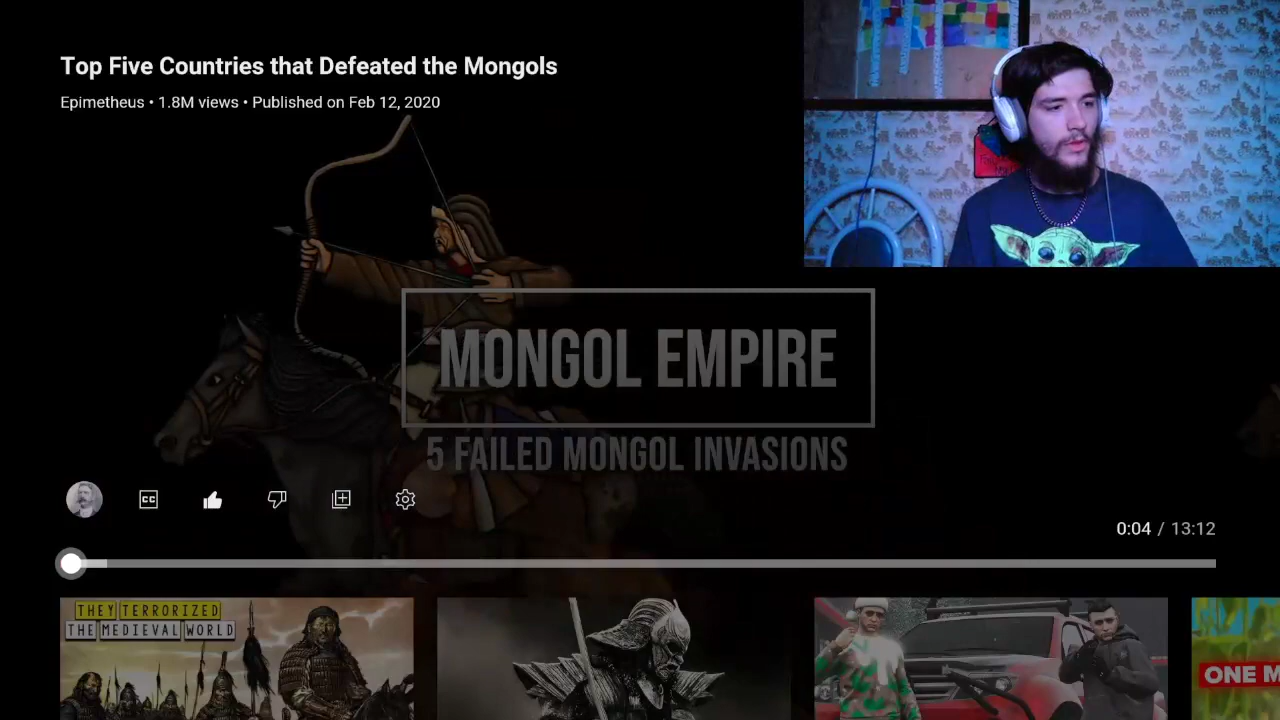 Top Five Countries that Defeated the Mongols
Epimetheus • 1.8M views • Published on Feb 12, 2020
MONGOL EMPIRE
5 FAILED MONGOL INVASIONS
CC
0:04 / 13:12
THEY TERRORIZED
THE MEDIEVAL WORLD
ONE M